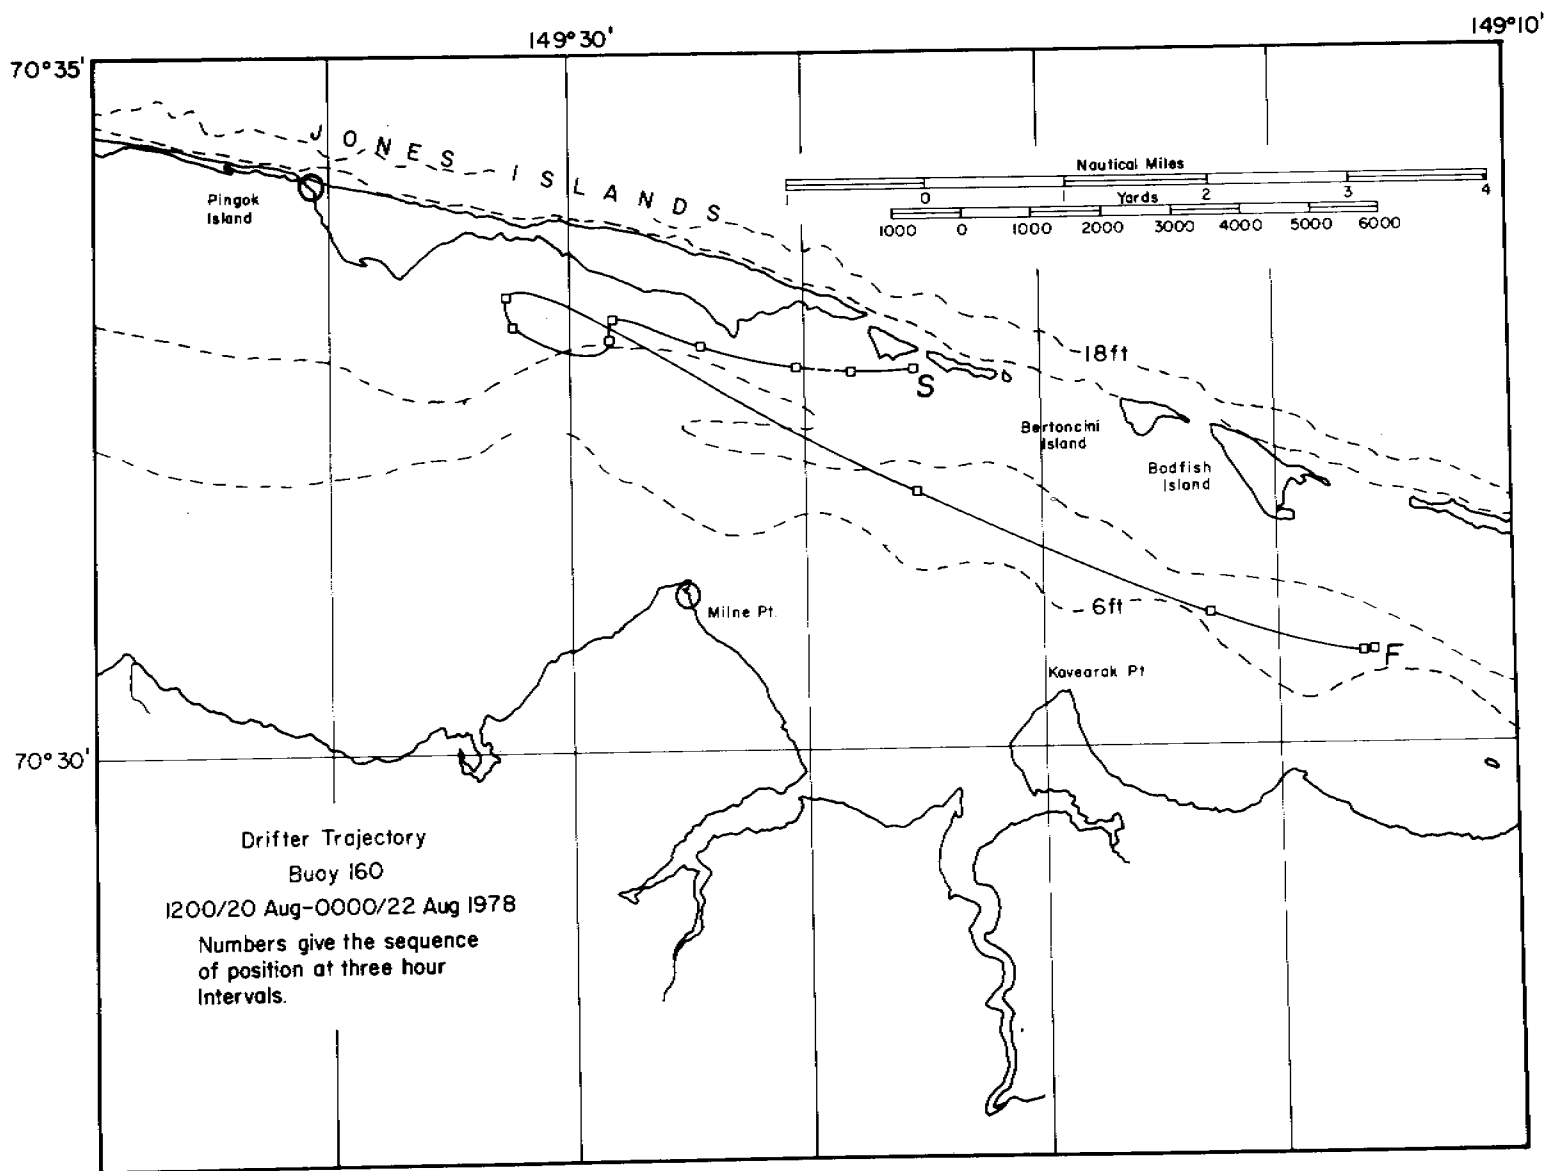 149°30'
149°10'
70°35'
JONES ISLANDS
Nautical Miles
0 1 2 3 4
Yards
1000 0 1000 2000 3000 4000 5000 6000
Pingok
Island
18ft
S
Bertoncini
Island
Bodfish
Island
Milne Pt.
6ft
F
Kavearak Pt
70°30'
Drifter Trajectory
Buoy 160
1200/20 Aug-0000/22 Aug 1978
Numbers give the sequence
of position at three hour
Intervals.